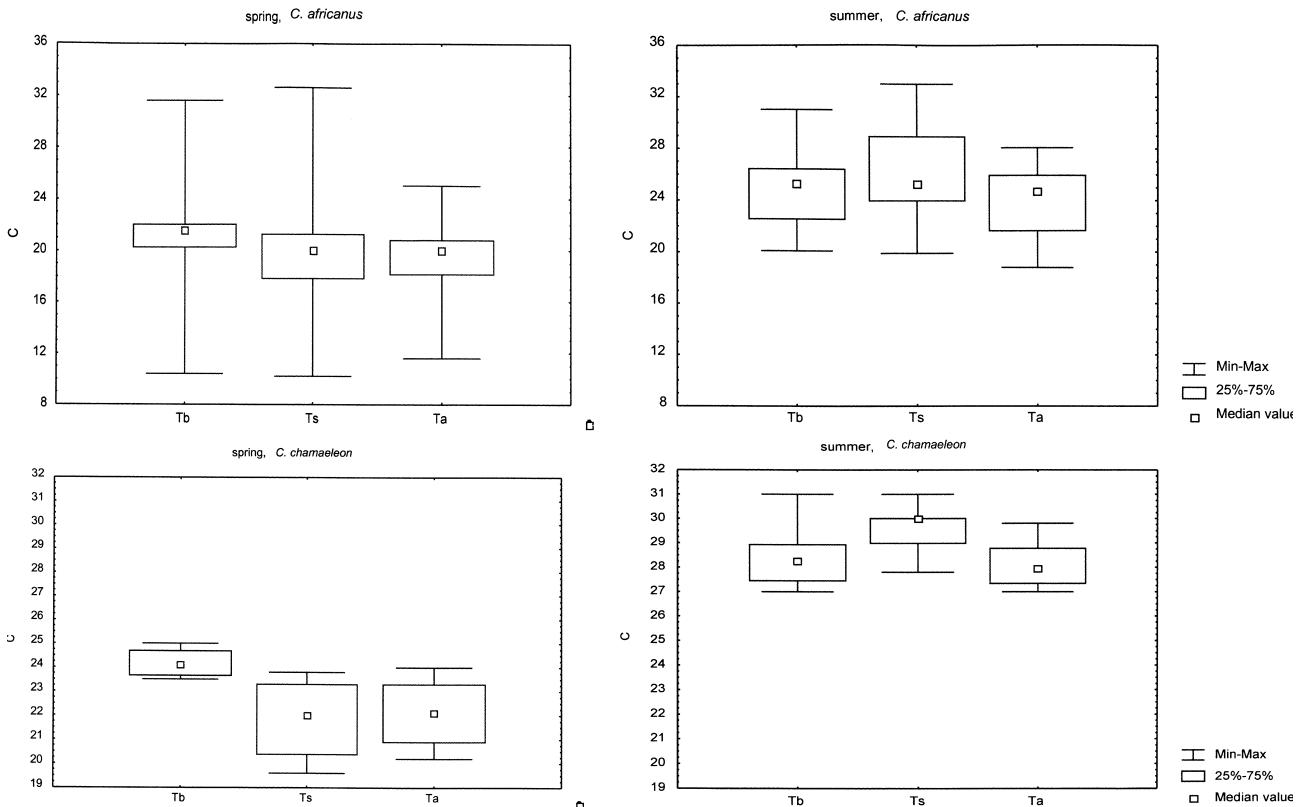 spring, C. africanus
36
32
28
24
20
16
12
8
C
Tb
Ts
Ta
summer, C. africanus
36
32
28
24
20
16
12
8
C
Tb
Ts
Ta
Min-Max
25%-75%
Median value
spring, C. chamaeleon
32
31
30
29
28
27
26
25
24
23
22
21
20
19
C
Tb
Ts
Ta
summer, C. chamaeleon
32
31
30
29
28
27
26
25
24
23
22
21
20
19
C
Tb
Ts
Ta
Min-Max
25%-75%
Median value